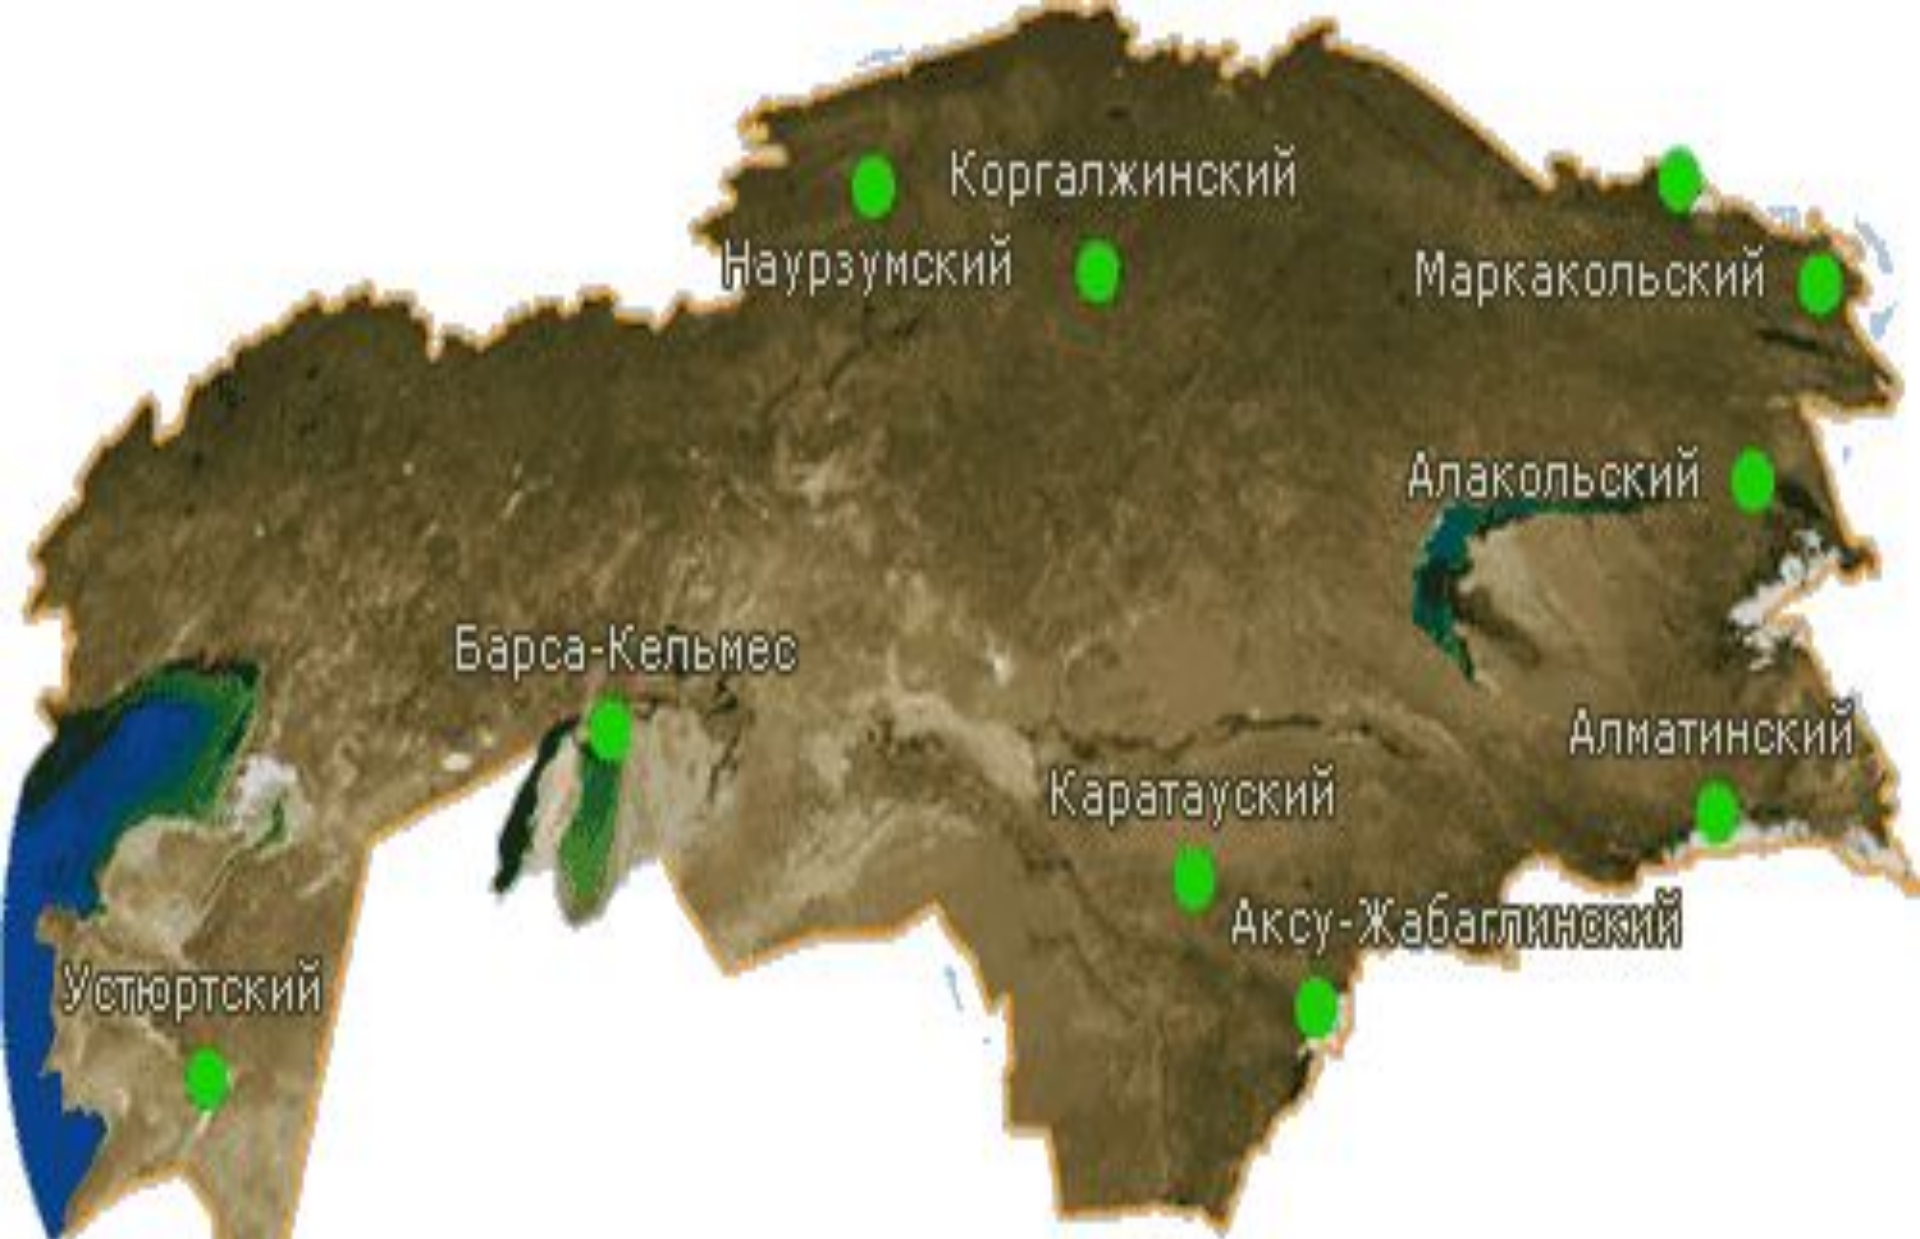 Коргалжинский
Наурзумский
Маркакольский
Алакольский
Барса-Кельмес
Алматинский
Каратауский
Аксу-Жабаглинский
Устюртский